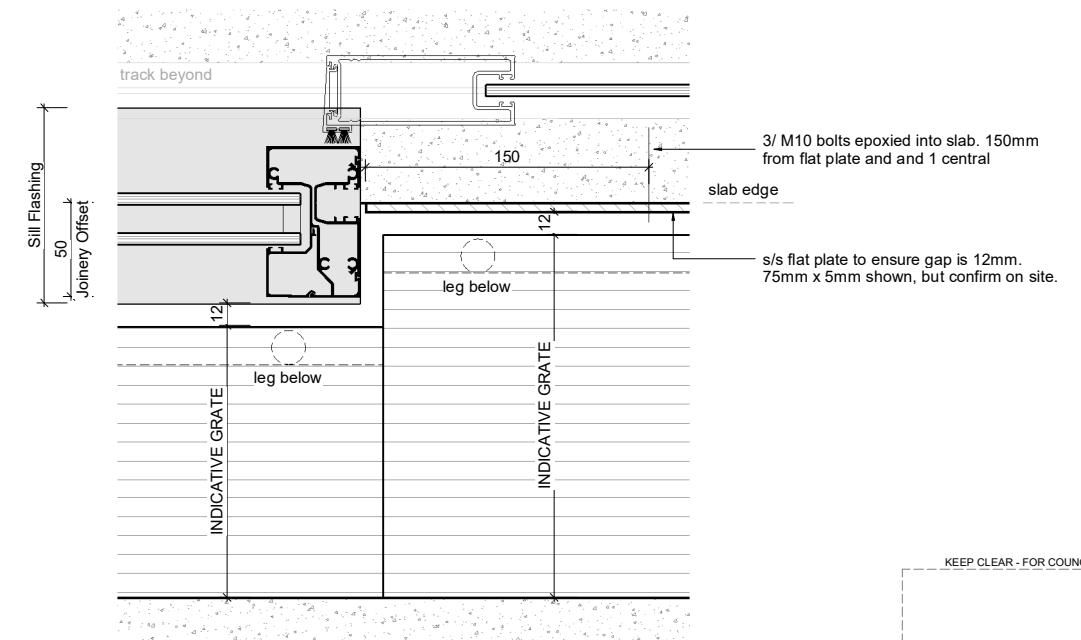 track beyond
150
3/ M10 bolts epoxied into slab. 150mm
from flat plate and and 1 central
slab edge
Sill Flashing
50
Joinery Offset
12
s/s flat plate to ensure gap is 12mm.
75mm x 5mm shown, but confirm on site.
leg below
12
leg below
INDICATIVE GRATE
INDICATIVE GRATE
KEEP CLEAR - FOR COUNC